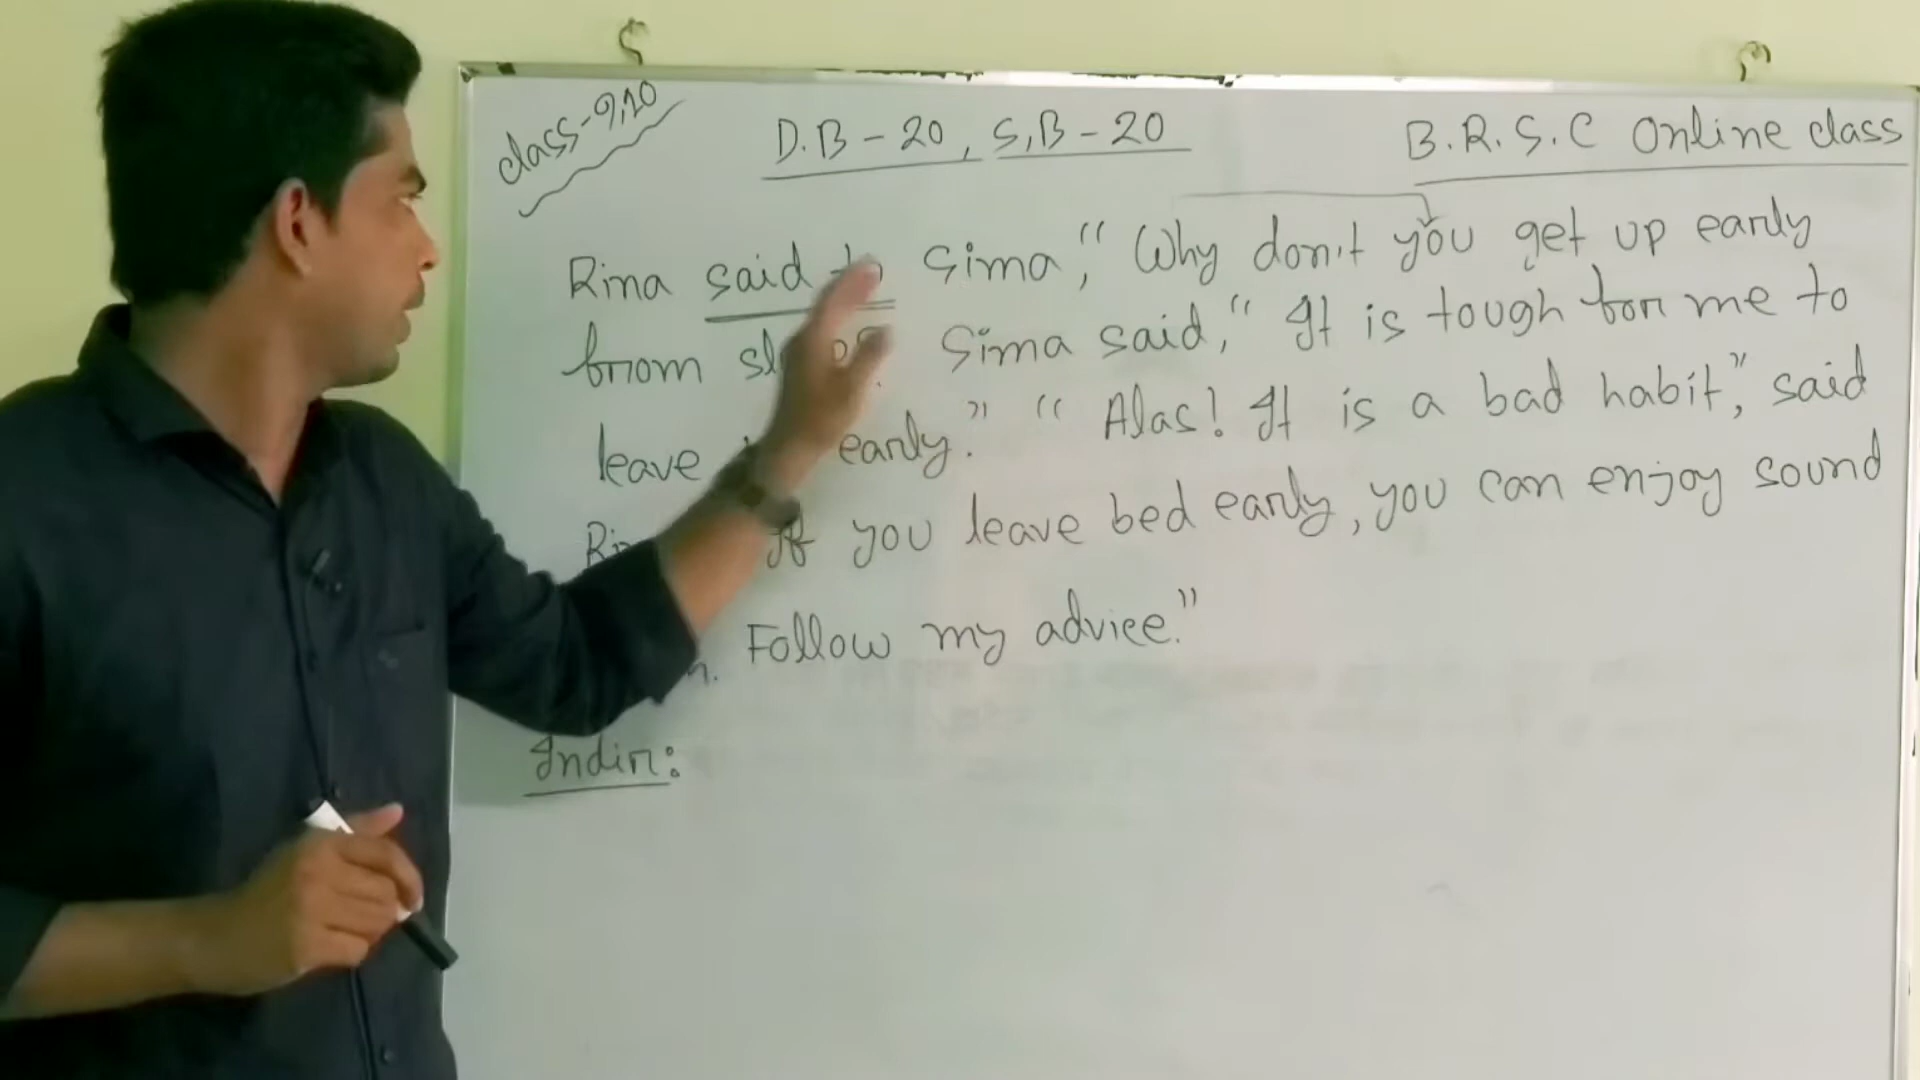 class-9,10
D.B-20, S.B-20
B.R.S.C Online class
Rina said to Sima, "Why don't you get up early
from Sima said, "It is tough for me to
leave early." "Alas! It is a bad habit", said
If you leave bed early, you can enjoy sound
Follow my advice."
Indir: